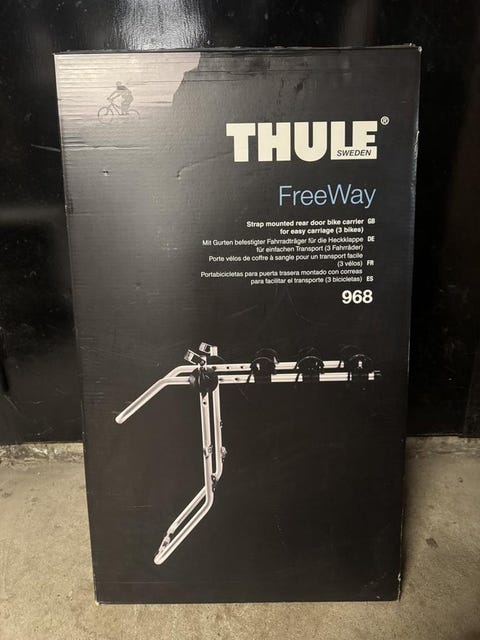 THULE®
SWEDEN
FreeWay
Strap mounted rear door bike carrier GB
for easy carriage (3 bikes)
Mit Gurten befestigter Fahrradträger für die Heckklappe DE
für einfachen Transport (3 Fahrräder)
Porte vélos de coffre à sangle pour un transport facile
(3 vélos) FR
Portabicicletas para puerta trasera montado con correas
para facilitar el transporte (3 bicicletas) ES
968